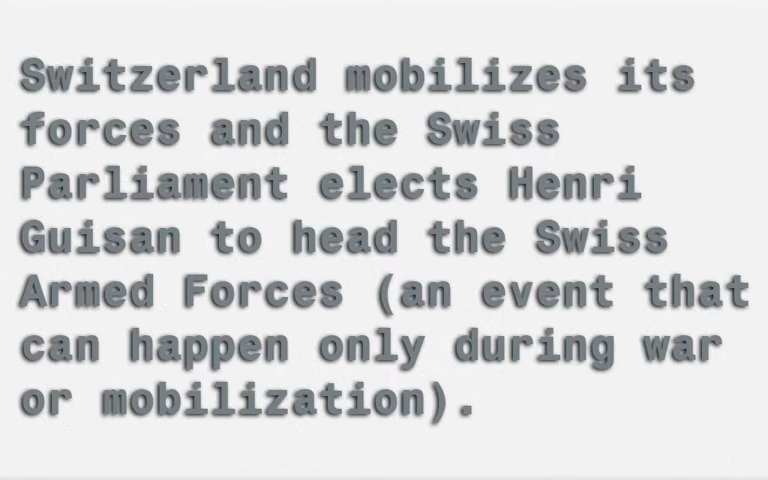 Switzerland mobilizes its
forces and the Swiss
Parliament elects Henri
Guisan to head the Swiss
Armed Forces (an event that
can happen only during war
or mobilization).